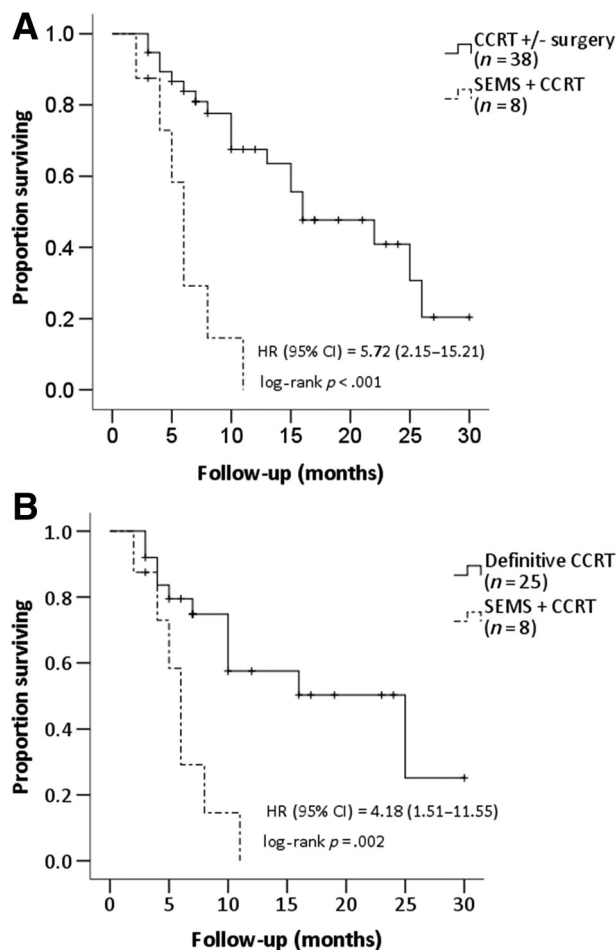 A
1.0
0.8
0.6
0.4
0.2
0.0
Proportion surviving
CCRT +/- surgery
(n = 38)
SEMS + CCRT
(n = 8)
HR (95% CI) = 5.72 (2.15–15.21)
log-rank p < .001
0 5 10 15 20 25 30
Follow-up (months)
B
1.0
0.8
0.6
0.4
0.2
0.0
Proportion surviving
Definitive CCRT
(n = 25)
SEMS + CCRT
(n = 8)
HR (95% CI) = 4.18 (1.51–11.55)
log-rank p = .002
0 5 10 15 20 25 30
Follow-up (months)